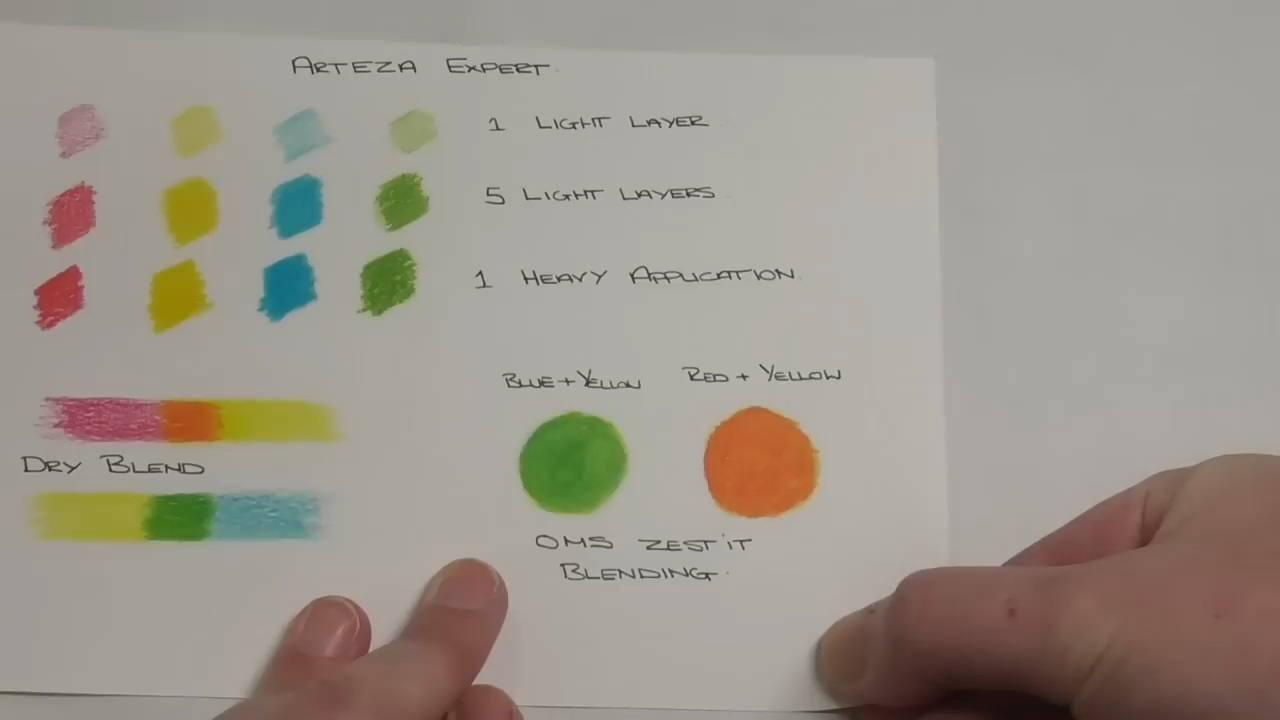 ARTEZA EXPERT.
1 LIGHT LAYER
5 LIGHT LAYERS
1 HEAVY APPLICATION.
BLUE + YELLOW
RED + YELLOW
DRY BLEND
OMS ZEST IT
BLENDING.